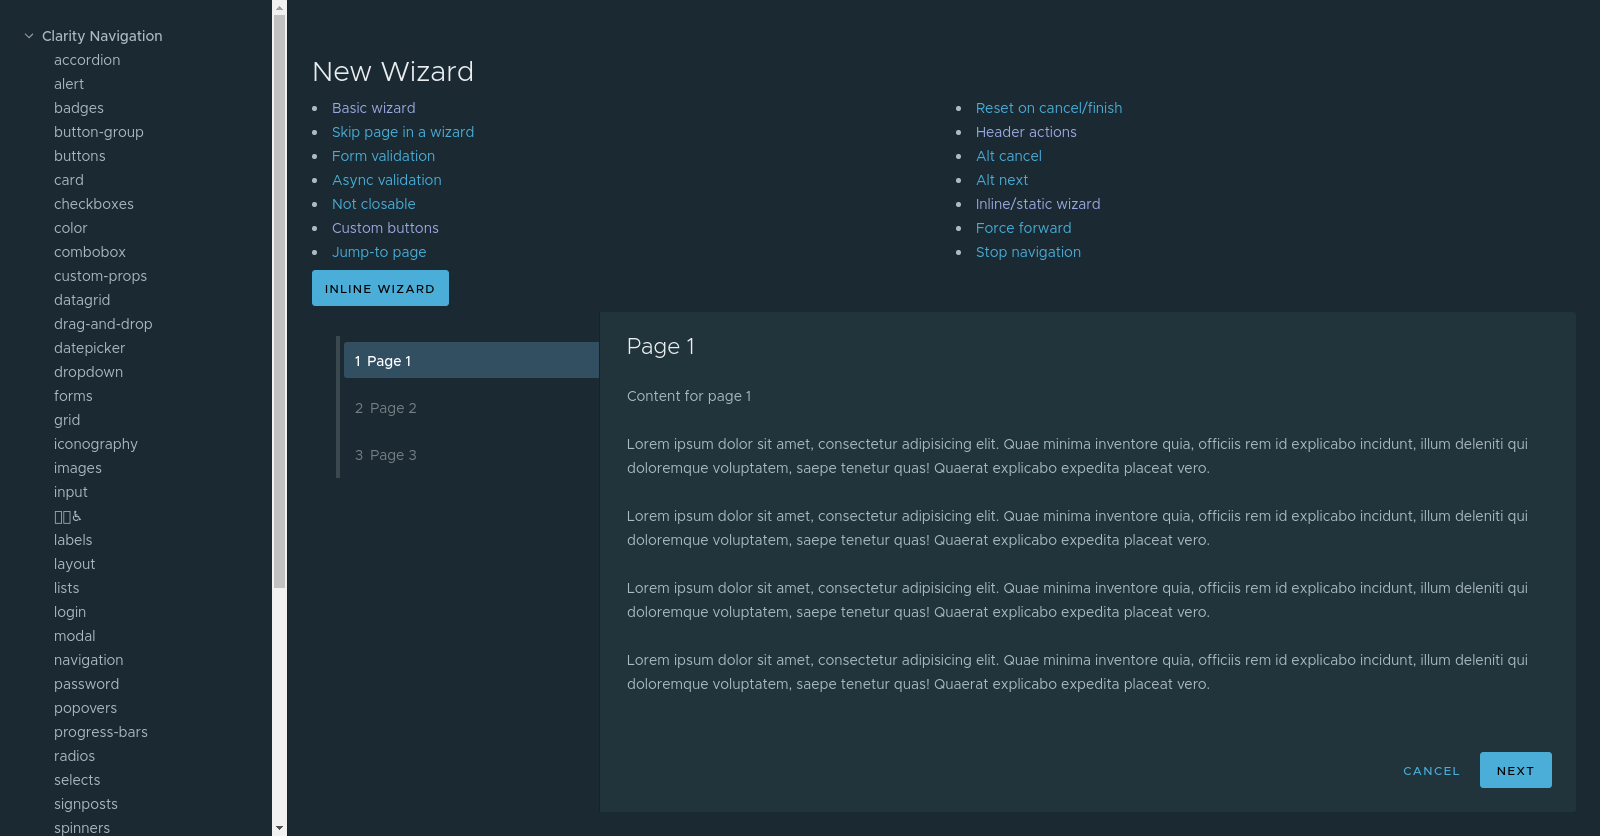 Clarity Navigation
accordion
alert
badges
button-group
buttons
card
checkboxes
color
combobox
custom-props
datagrid
drag-and-drop
datepicker
dropdown
forms
grid
iconography
images
input
♿
labels
layout
lists
login
modal
navigation
password
popovers
progress-bars
radios
selects
signposts
spinners
New Wizard
Basic wizard
Skip page in a wizard
Form validation
Async validation
Not closable
Custom buttons
Jump-to page
Reset on cancel/finish
Header actions
Alt cancel
Alt next
Inline/static wizard
Force forward
Stop navigation
INLINE WIZARD
1 Page 1
2 Page 2
3 Page 3
Page 1
Content for page 1
Lorem ipsum dolor sit amet, consectetur adipisicing elit. Quae minima inventore quia, officiis rem id explicabo incidunt, illum deleniti qui
doloremque voluptatem, saepe tenetur quas! Quaerat explicabo expedita placeat vero.
Lorem ipsum dolor sit amet, consectetur adipisicing elit. Quae minima inventore quia, officiis rem id explicabo incidunt, illum deleniti qui
doloremque voluptatem, saepe tenetur quas! Quaerat explicabo expedita placeat vero.
Lorem ipsum dolor sit amet, consectetur adipisicing elit. Quae minima inventore quia, officiis rem id explicabo incidunt, illum deleniti qui
doloremque voluptatem, saepe tenetur quas! Quaerat explicabo expedita placeat vero.
Lorem ipsum dolor sit amet, consectetur adipisicing elit. Quae minima inventore quia, officiis rem id explicabo incidunt, illum deleniti qui
doloremque voluptatem, saepe tenetur quas! Quaerat explicabo expedita placeat vero.
CANCEL
NEXT